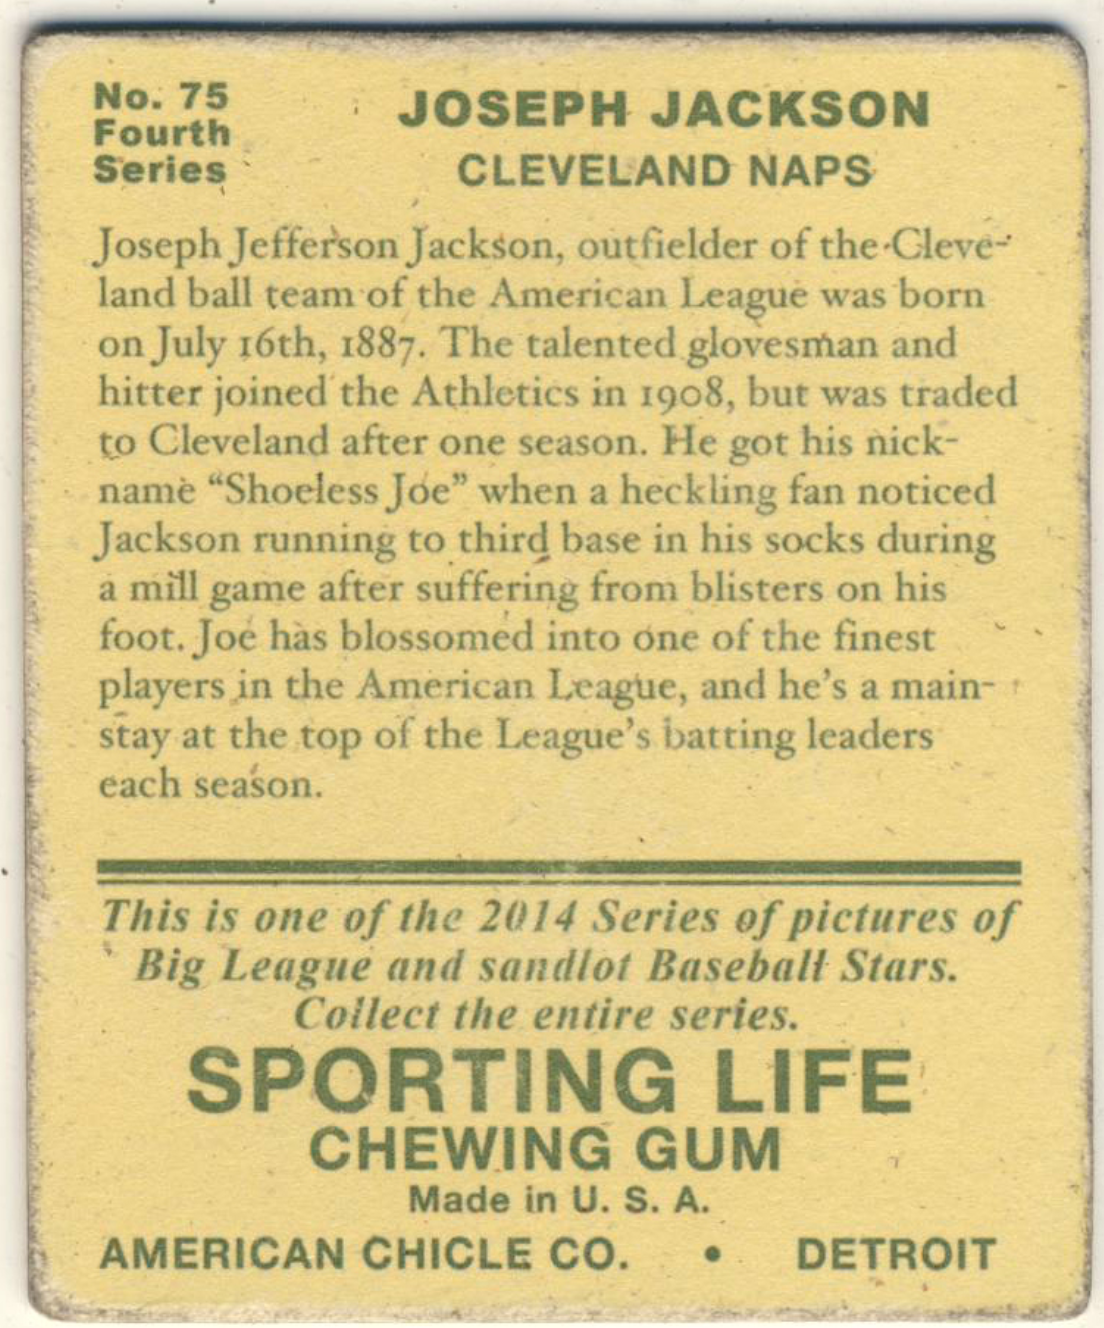 No. 75
Fourth
Series
JOSEPH JACKSON
CLEVELAND NAPS
Joseph Jefferson Jackson, outfielder of the Cleve-
land ball team of the American League was born
on July 16th, 1887. The talented glovesman and
hitter joined the Athletics in 1908, but was traded
to Cleveland after one season. He got his nick-
name “Shoeless Joe” when a heckling fan noticed
Jackson running to third base in his socks during
a mill game after suffering from blisters on his
foot. Joe has blossomed into one of the finest
players in the American League, and he's a main-
stay at the top of the League's batting leaders
each season.
This is one of the 2014 Series of pictures of
Big League and sandlot Baseball Stars.
Collect the entire series.
SPORTING LIFE
CHEWING GUM
Made in U. S. A.
AMERICAN CHICLE CO. • DETROIT